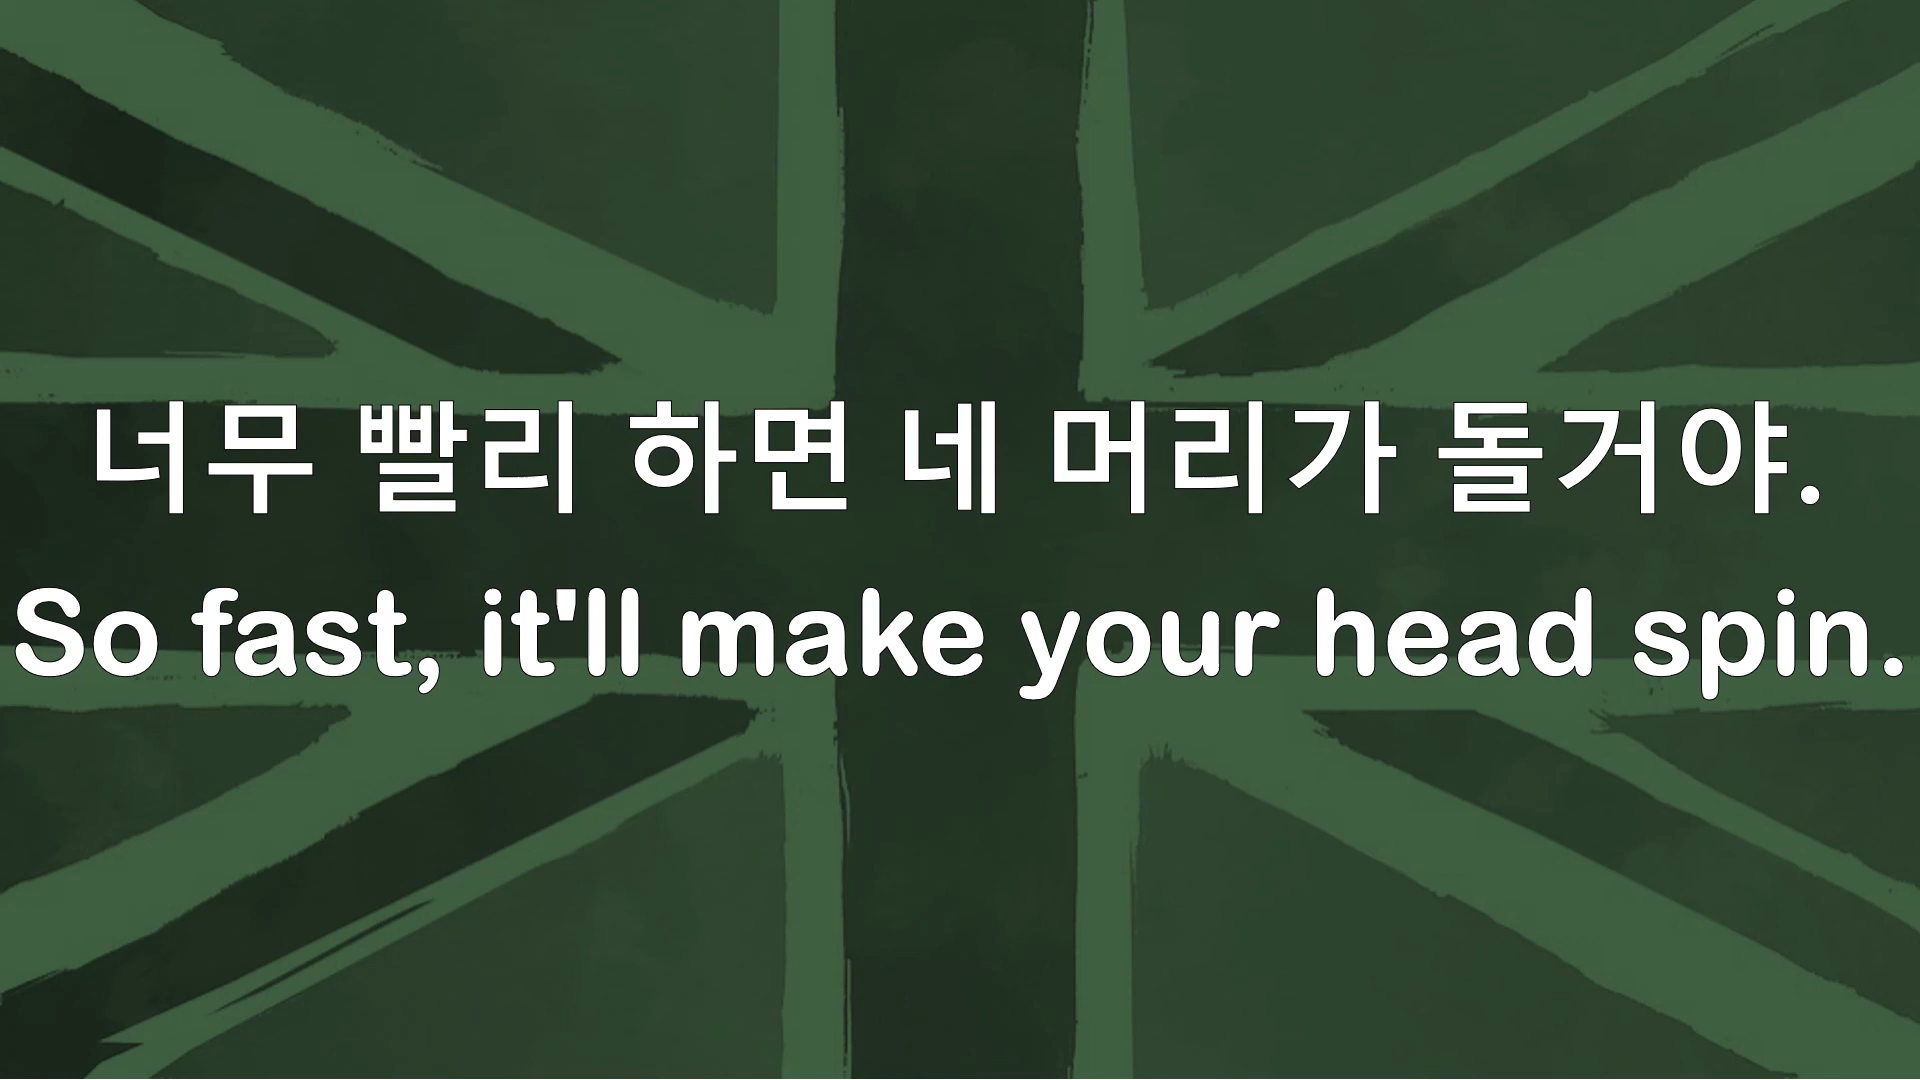 너무 빨리 하면 네 머리가 돌거야.
So fast, it'll make your head spin.